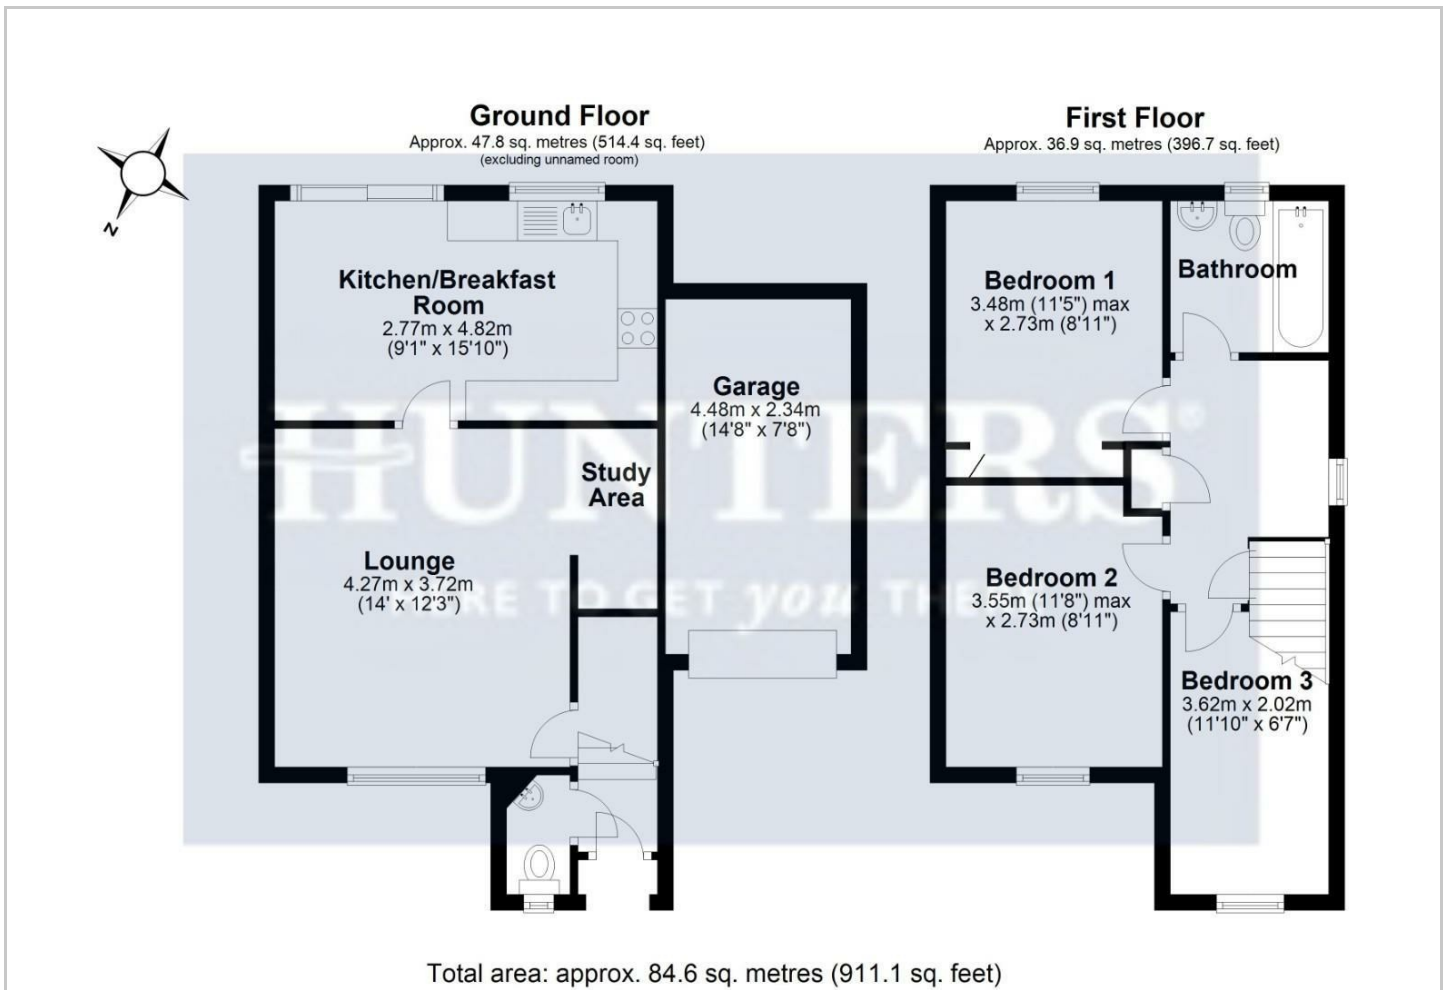 Ground Floor
Approx. 47.8 sq. metres (514.4 sq. feet)
(excluding unnamed room)
First Floor
Approx. 36.9 sq. metres (396.7 sq. feet)
N
Kitchen/Breakfast
Room
2.77m x 4.82m
(9'1" x 15'10")
Garage
4.48m x 2.34m
(14'8" x 7'8")
Study
Area
Lounge
4.27m x 3.72m
(14' x 12'3")
Bedroom 1
3.48m (11'5") max
x 2.73m (8'11")
Bathroom
Bedroom 2
3.55m (11'8") max
x 2.73m (8'11")
Bedroom 3
3.62m x 2.02m
(11'10" x 6'7")
HUNTERS®
TO GET you
Total area: approx. 84.6 sq. metres (911.1 sq. feet)